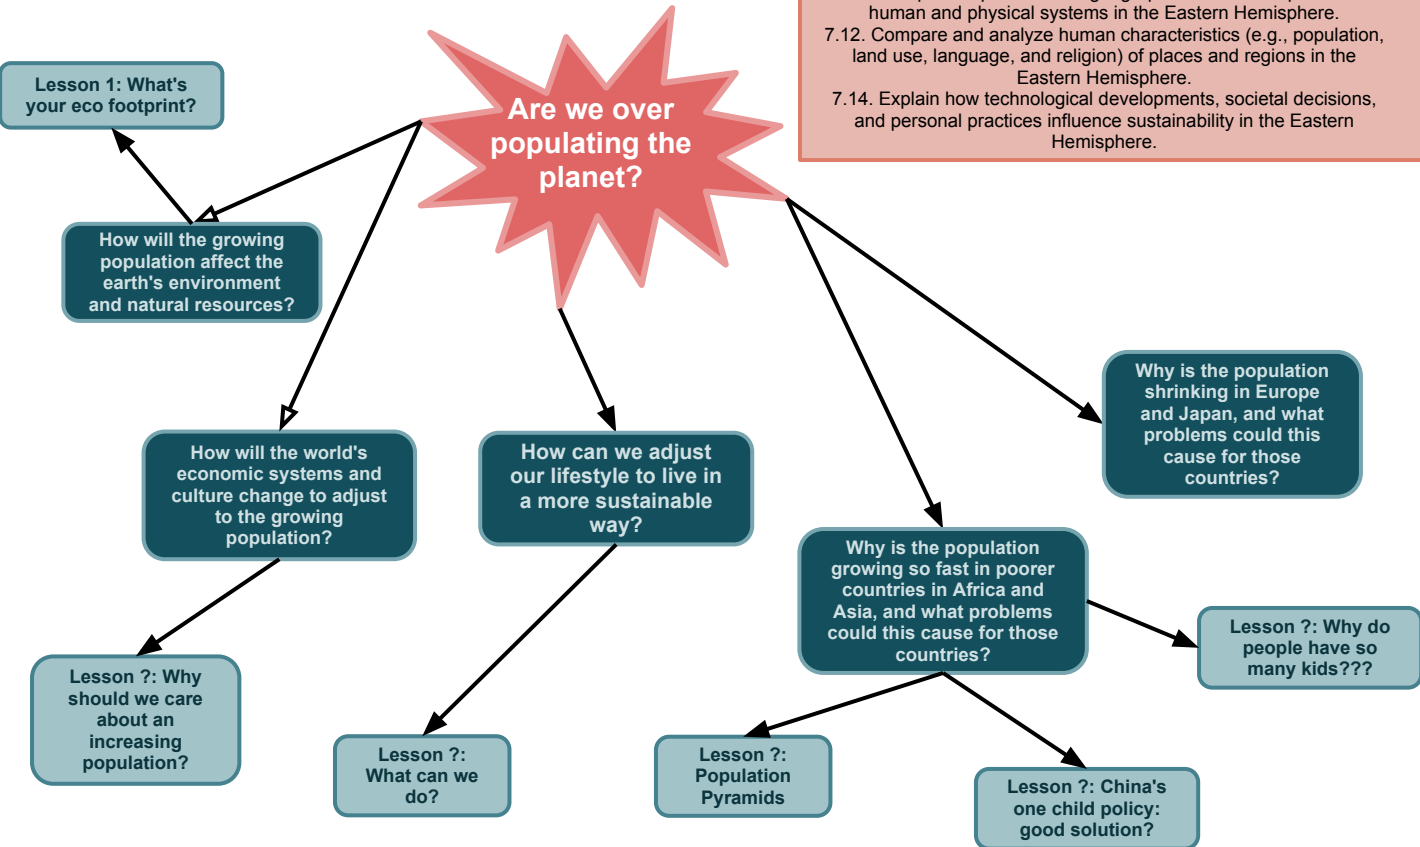 human and physical systems in the Eastern Hemisphere.
7.12. Compare and analyze human characteristics (e.g., population,
land use, language, and religion) of places and regions in the
Eastern Hemisphere.
7.14. Explain how technological developments, societal decisions,
and personal practices influence sustainability in the Eastern
Hemisphere.
Are we over
populating the
planet?
Lesson 1: What's
your eco footprint?
How will the growing
population affect the
earth's environment
and natural resources?
How will the world's
economic systems and
culture change to adjust
to the growing
population?
How can we adjust
our lifestyle to live in
a more sustainable
way?
Why is the population
shrinking in Europe
and Japan, and what
problems could this
cause for those
countries?
Why is the population
growing so fast in poorer
countries in Africa and
Asia, and what problems
could this cause for those
countries?
Lesson ?: Why do
people have so
many kids???
Lesson ?: Why
should we care
about an
increasing
population?
Lesson ?:
What can we
do?
Lesson ?:
Population
Pyramids
Lesson ?: China's
one child policy:
good solution?